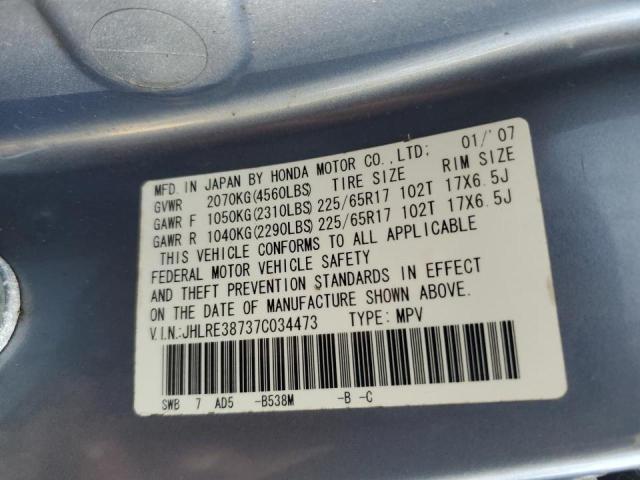 MFD. IN JAPAN BY HONDA MOTOR CO.,LTD; 01/'07
GVWR 2070KG(4560LBS) TIRE SIZE RIM SIZE
GAWR F 1050KG(2310LBS) 225/65R17 102T 17X6.5J
GAWR R 1040KG(2290LBS) 225/65R17 102T 17X6.5J
THIS VEHICLE CONFORMS TO ALL APPLICABLE
FEDERAL MOTOR VEHICLE SAFETY
AND THEFT PREVENTION STANDARDS IN EFFECT
ON THE DATE OF MANUFACTURE SHOWN ABOVE.
V.I.N.:JHLRE38737C034473 TYPE: MPV
SWB 7 AD5 -B538M -B -C